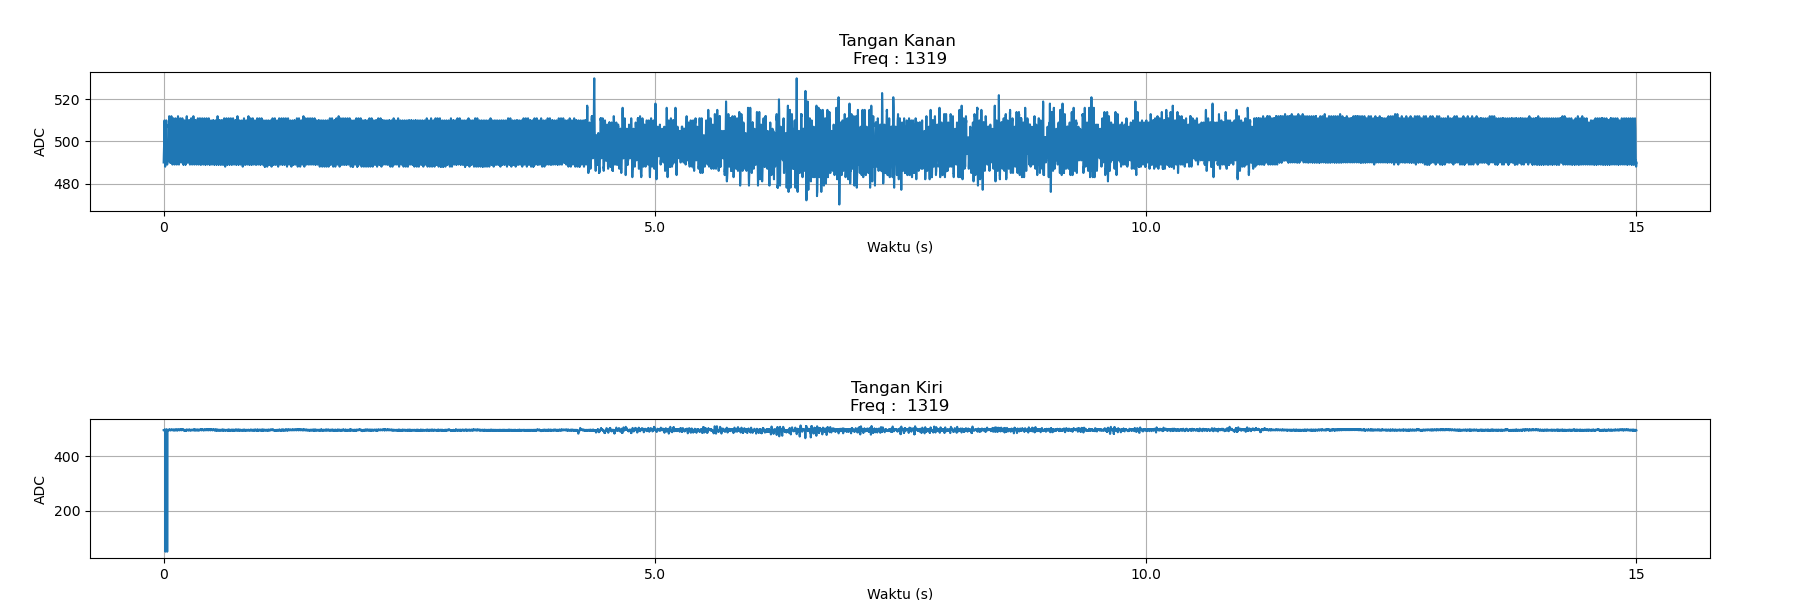 Tangan Kanan
Freq : 1319
ADC
520
500
480
0 5.0 10.0 15
Waktu (s)
Tangan Kiri
Freq :  1319
ADC
400
200
0 5.0 10.0 15
Waktu (s)